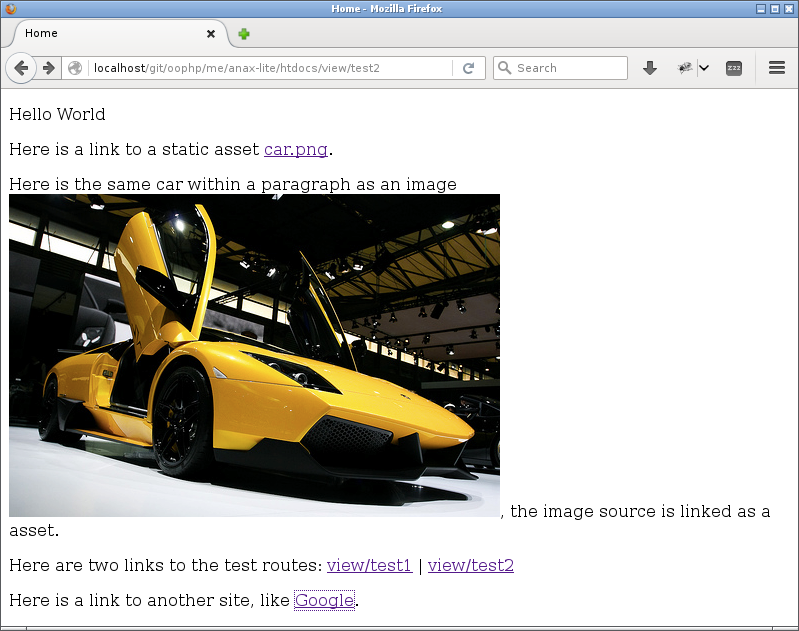 Home - Mozilla Firefox
Home
localhost/git/oophp/me/anax-lite/htdocs/view/test2
Search
zzz
Hello World
Here is a link to a static asset car.png.
Here is the same car within a paragraph as an image
, the image source is linked as a
asset.
Here are two links to the test routes: view/test1 | view/test2
Here is a link to another site, like Google.